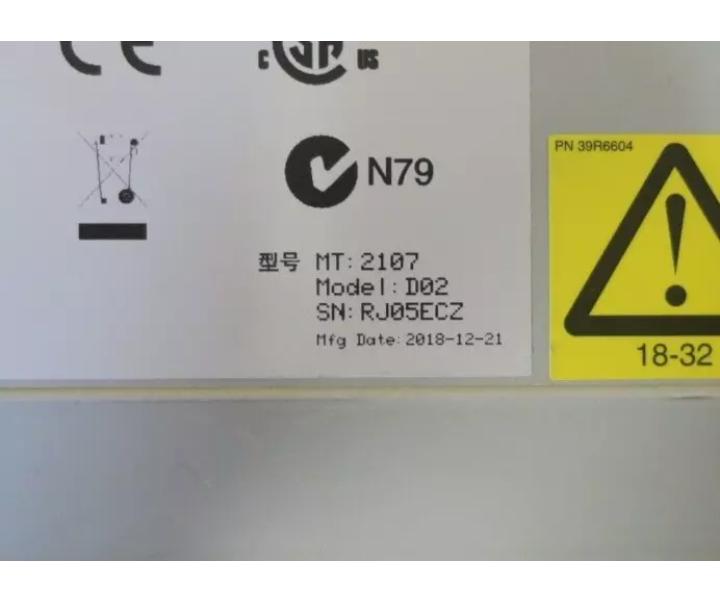 CE
C SA US
PN 39R6604
N79
型号 MT: 2107
Model: D02
SN: RJ05ECZ
Mfg Date: 2018-12-21
18-32